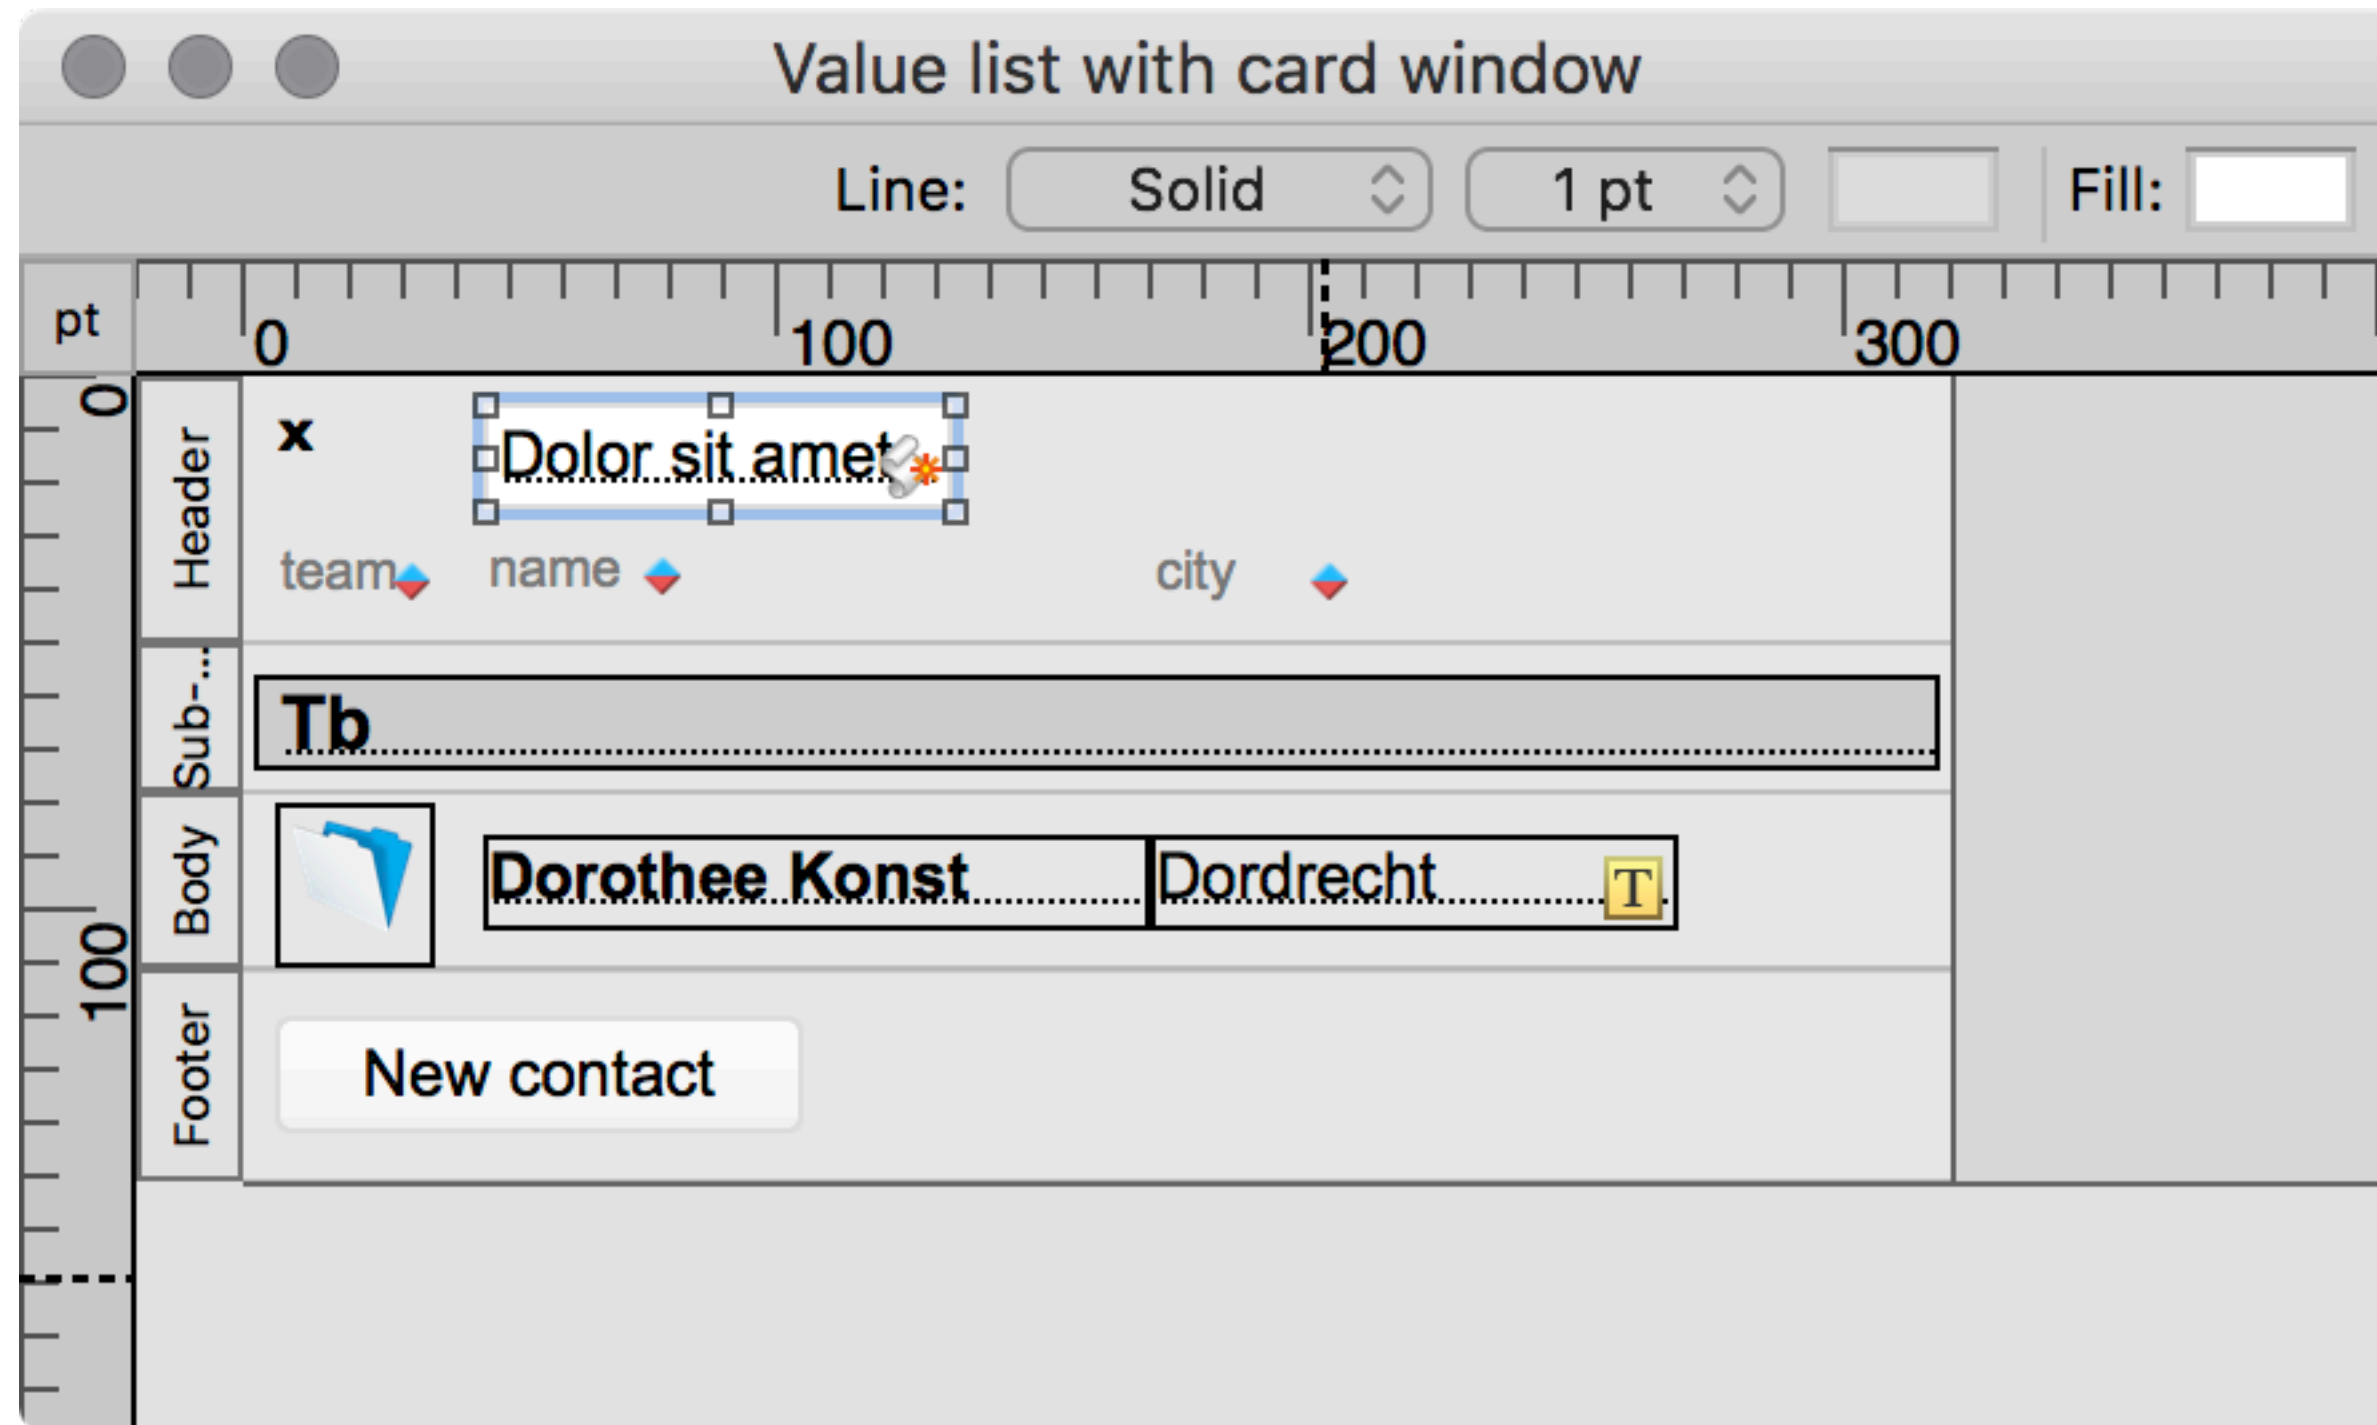 Value list with card window
Line: Solid 1 pt Fill:
pt 0 100 200 300
0
Header
x Dolor sit amet
team name city
Sub-...
Tb
Body
Dorothee Konst Dordrecht T
100
Footer
New contact